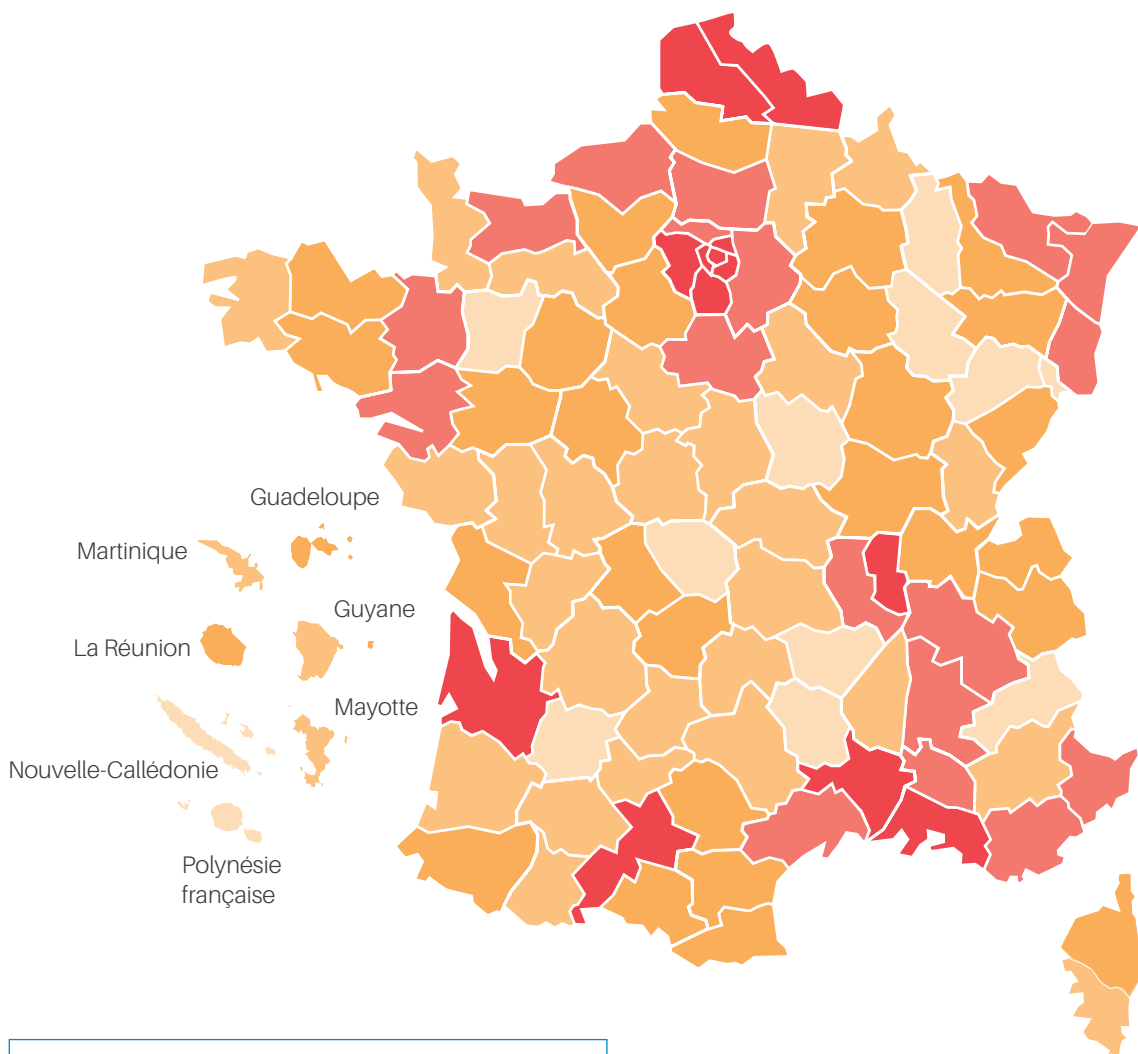 Guadeloupe
Martinique
Guyane
La Réunion
Mayotte
Nouvelle-Callédonie
Polynésie
française